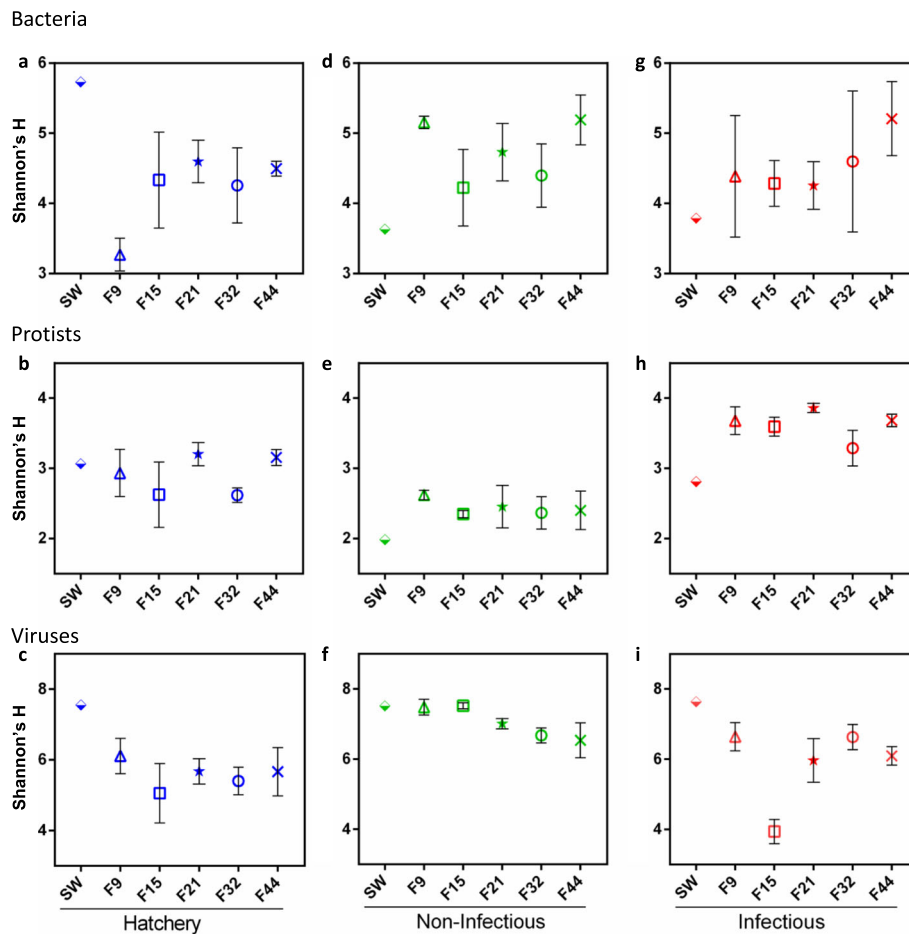 Bacteria
a d g
Shannon's H
6 6 6
5 5 5
4 4 4
3 3 3
SW F9 F15 F21 F32 F44 SW F9 F15 F21 F32 F44 SW F9 F15 F21 F32 F44
Protists
b e h
Shannon's H
4 4 4
3 3 3
2 2 2
SW F9 F15 F21 F32 F44 SW F9 F15 F21 F32 F44 SW F9 F15 F21 F32 F44
Viruses
c f i
Shannon's H
8 8 8
6 6 6
4 4 4
SW F9 F15 F21 F32 F44 SW F9 F15 F21 F32 F44 SW F9 F15 F21 F32 F44
Hatchery Non-Infectious Infectious